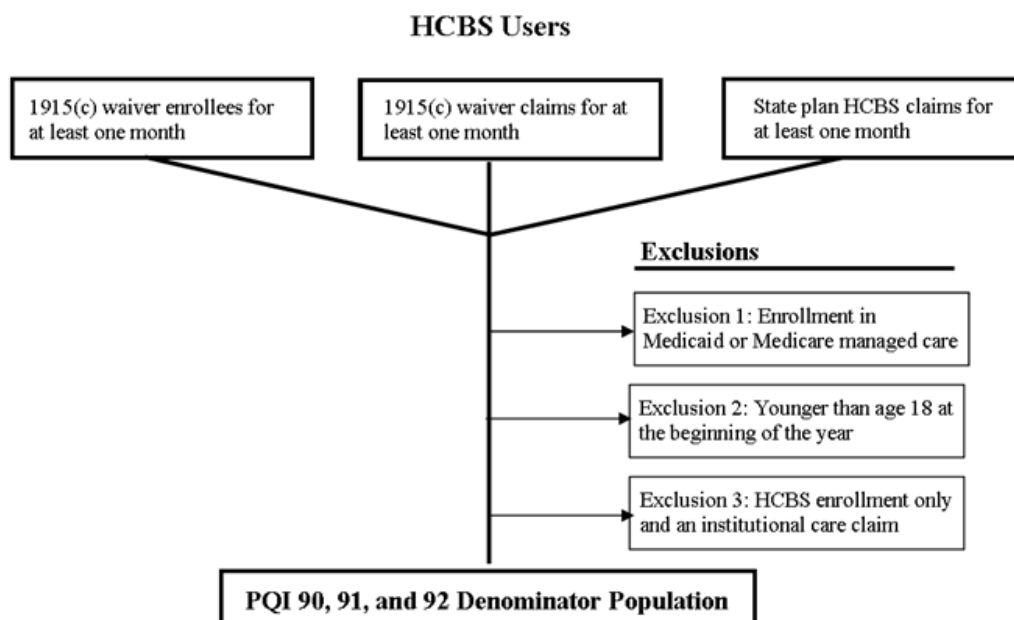 HCBS Users
1915(c) waiver enrollees for
at least one month
1915(c) waiver claims for at
least one month
State plan HCBS claims for
at least one month
Exclusions
Exclusion 1: Enrollment in
Medicaid or Medicare managed care
Exclusion 2: Younger than age 18 at
the beginning of the year
Exclusion 3: HCBS enrollment only
and an institutional care claim
PQI 90, 91, and 92 Denominator Population